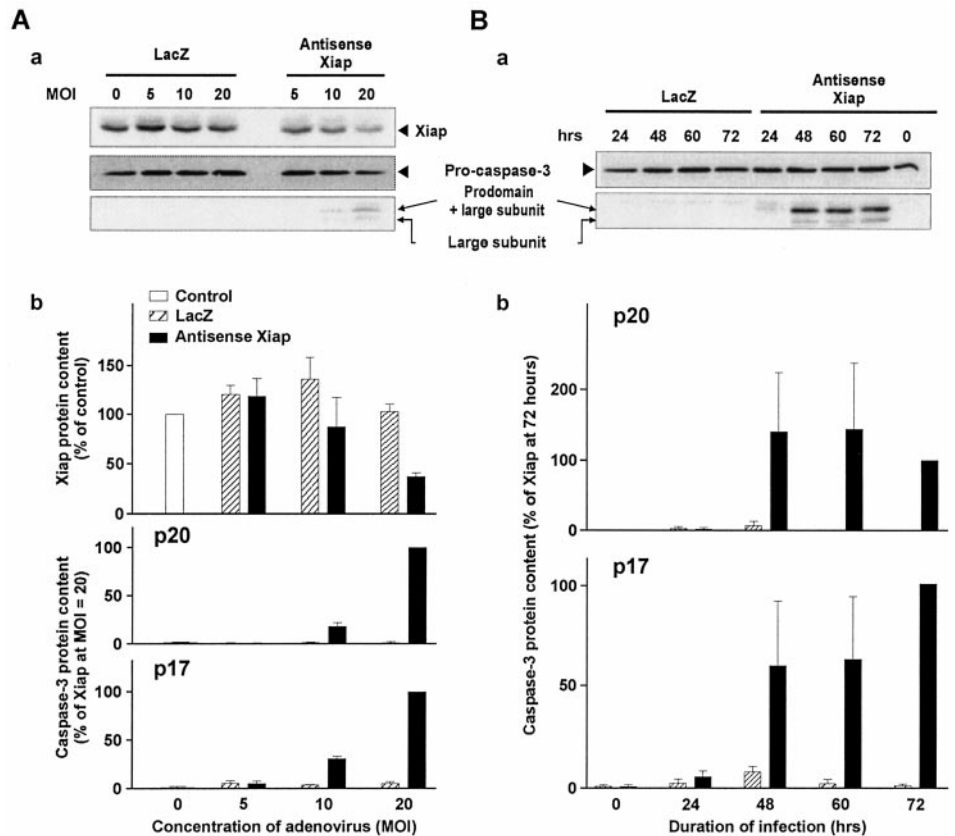 A
B
a
LacZ
Antisense
Xiap
MOI 0 5 10 20 5 10 20
Xiap
Pro-caspase-3
Prodomain
+ large subunit
Large subunit
a
LacZ
Antisense
Xiap
hrs 24 48 60 72 24 48 60 72 0
b
Control
LacZ
Antisense Xiap
Xiap protein content
(% of control)
150
100
50
0
p20
100
50
0
p17
100
50
0
Caspase-3 protein content
(% of Xiap at MOI = 20)
0 5 10 20
Concentration of adenovirus (MOI)
b
p20
200
150
100
50
0
p17
100
50
0
Caspase-3 protein content (% of Xiap at 72 hours)
0 24 48 60 72
Duration of infection (hrs)